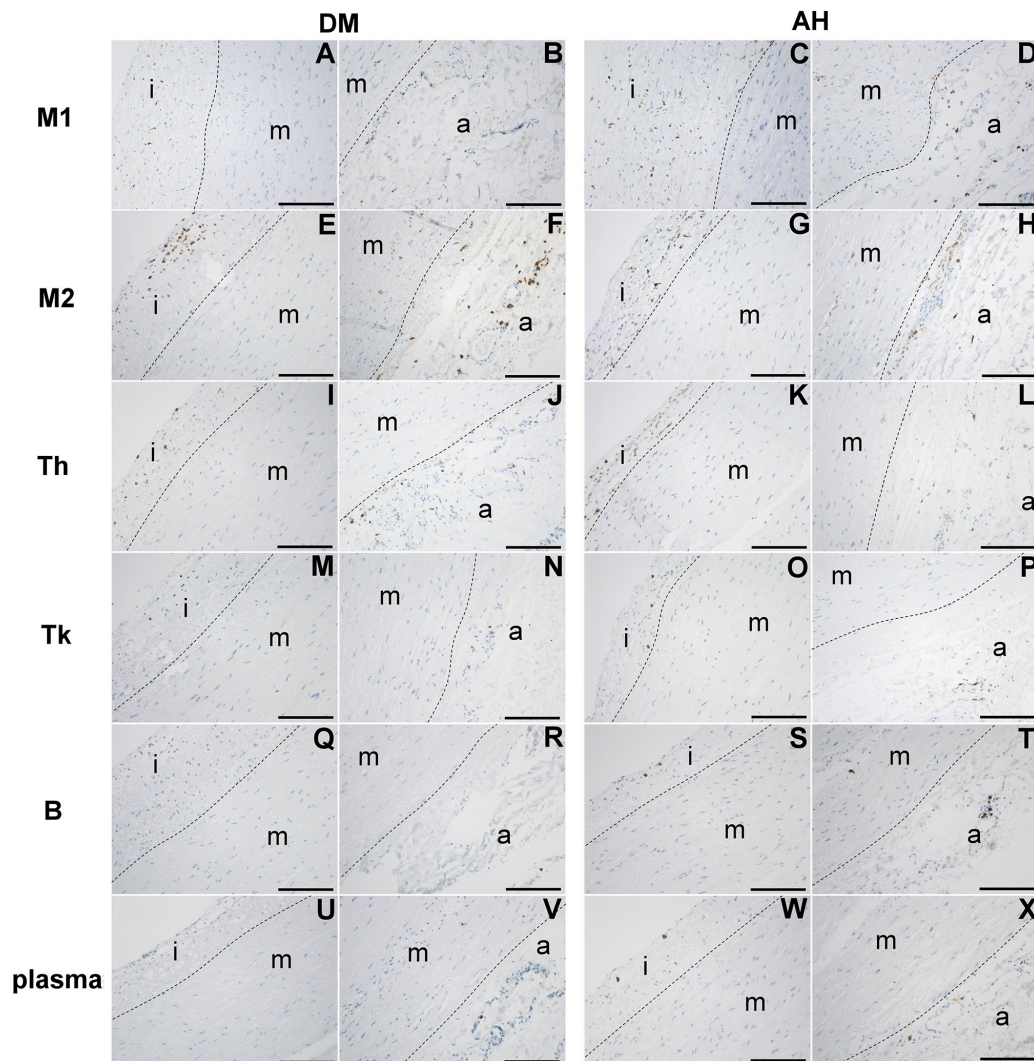 DM AH
M1
A i m
B m a
C i m
D m a
M2
E i m
F m a
G i m
H m a
Th
I i m
J m a
K i m
L m a
Tk
M i m
N m a
O i m
P m a
B
Q i m
R m a
S i m
T m a
plasma
U i m
V m a
W i m
X m a